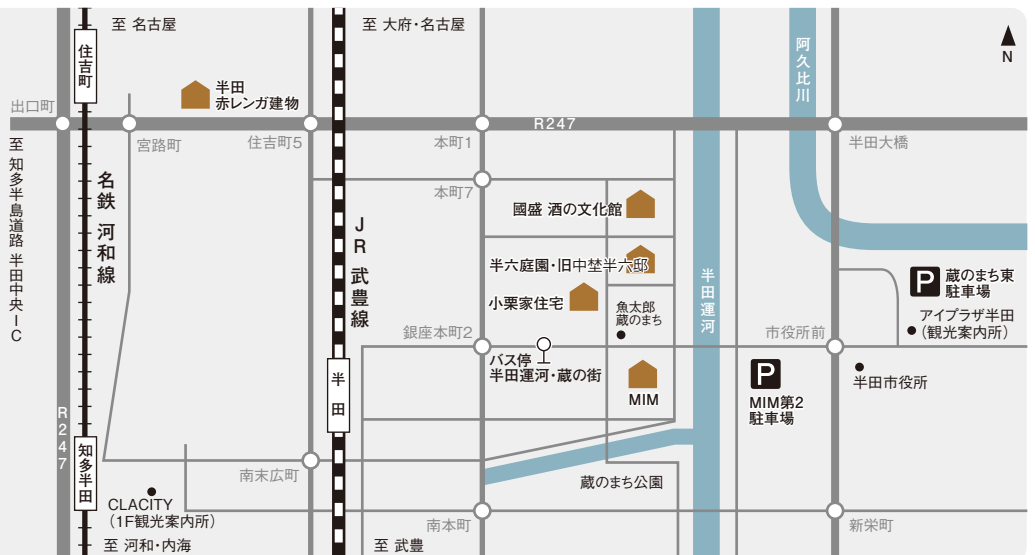 至 名古屋
至 大府・名古屋
住吉町
阿久比川
N
半田
赤レンガ建物
出口町
R247
宮路町
住吉町5
本町1
半田大橋
至 知多半島道路 半田中央IC
名鉄 河和線
本町7
JR 武豊線
國盛 酒の文化館
半六庭園・旧中埜半六邸
半田運河
P
蔵のまち東
駐車場
小栗家住宅
魚太郎
蔵のまち
アイプラザ半田
(観光案内所)
銀座本町2
市役所前
バス停
半田運河・蔵の街
半田
MIM
P
MIM第2
駐車場
半田市役所
R247
知多半田
南末広町
蔵のまち公園
CLACITY
(1F観光案内所)
南本町
新栄町
至 河和・内海
至 武豊